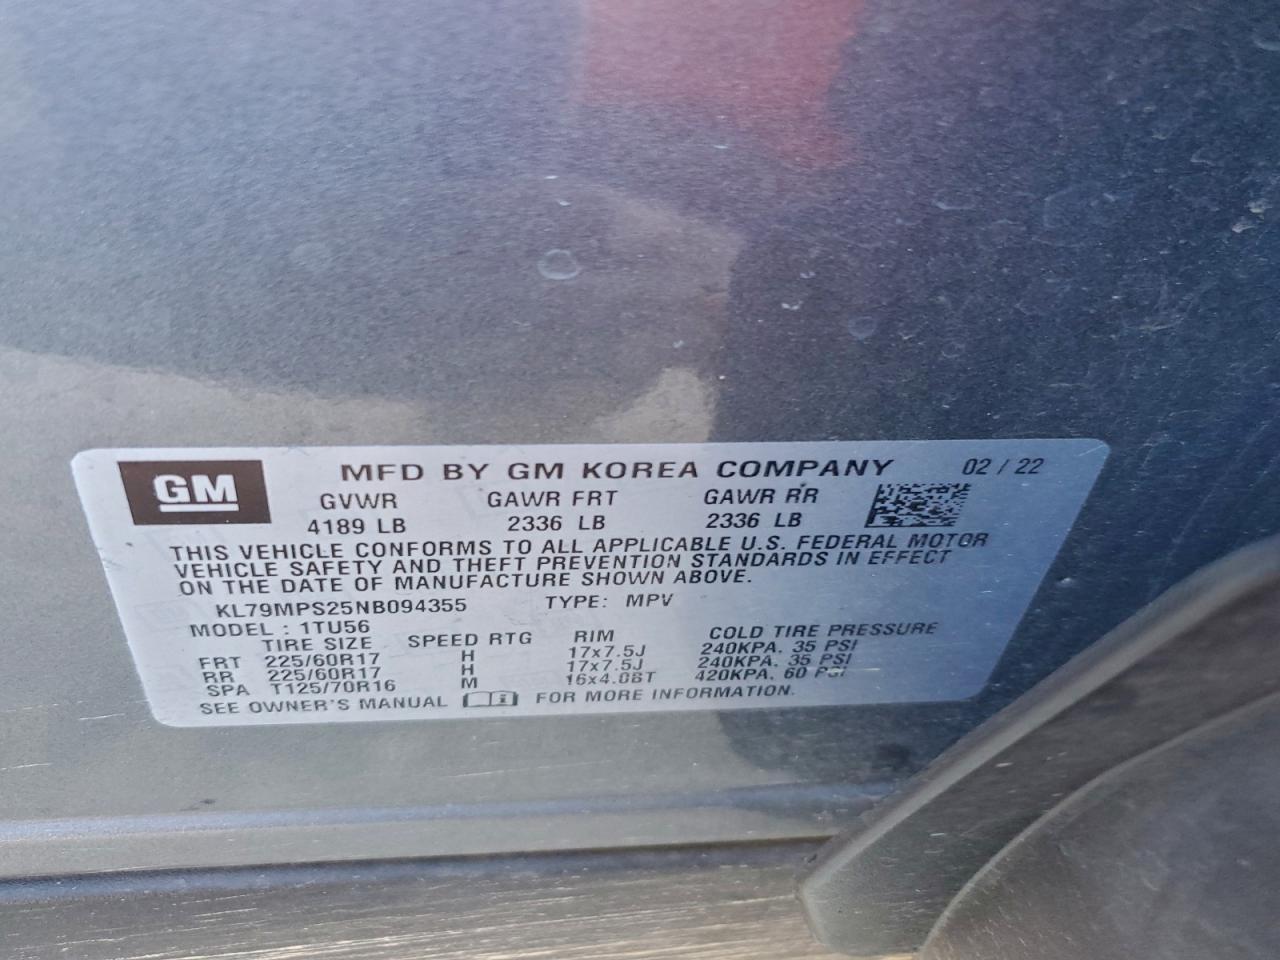 GM
MFD BY GM KOREA COMPANY 02 / 22
GVWR GAWR FRT GAWR RR
4189 LB 2336 LB 2336 LB
THIS VEHICLE CONFORMS TO ALL APPLICABLE U.S. FEDERAL MOTOR
VEHICLE SAFETY AND THEFT PREVENTION STANDARDS IN EFFECT
ON THE DATE OF MANUFACTURE SHOWN ABOVE.
KL79MPS25NB094355 TYPE: MPV
MODEL : 1TU56
TIRE SIZE SPEED RTG RIM COLD TIRE PRESSURE
FRT 225/60R17 H 17x7.5J 240KPA. 35 PSI
RR 225/60R17 H 17x7.5J 240KPA. 35 PSI
SPA T125/70R16 M 16x4.0BT 420KPA. 60 PSI
SEE OWNER'S MANUAL FOR MORE INFORMATION.